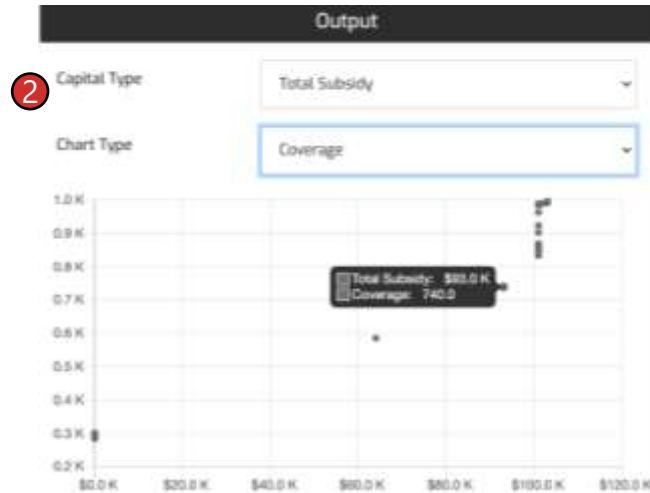 Output
2
Capital Type
Total Subsidy
Chart Type
Coverage
1.0 K
0.9 K
0.8 K
Total Subsidy: $93.0 K
Coverage: 740.0
0.7 K
0.6 K
0.5 K
0.4 K
0.3 K
0.2 K
$0.0 K $20.0 K $40.0 K $60.0 K $80.0 K $100.0 K $120.0 K